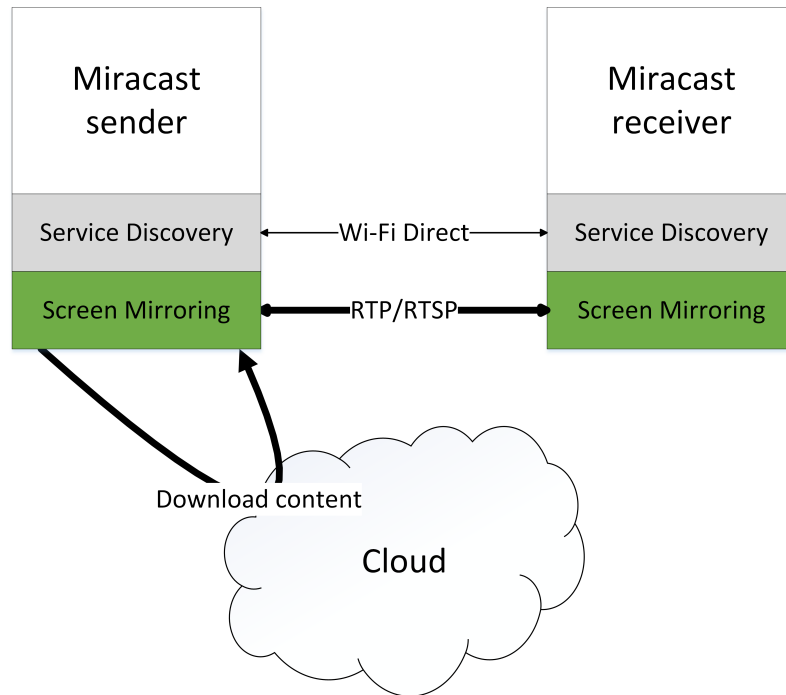 Miracast
sender
Miracast
receiver
Service Discovery
Wi-Fi Direct
Service Discovery
Screen Mirroring
RTP/RTSP
Screen Mirroring
Download content
Cloud